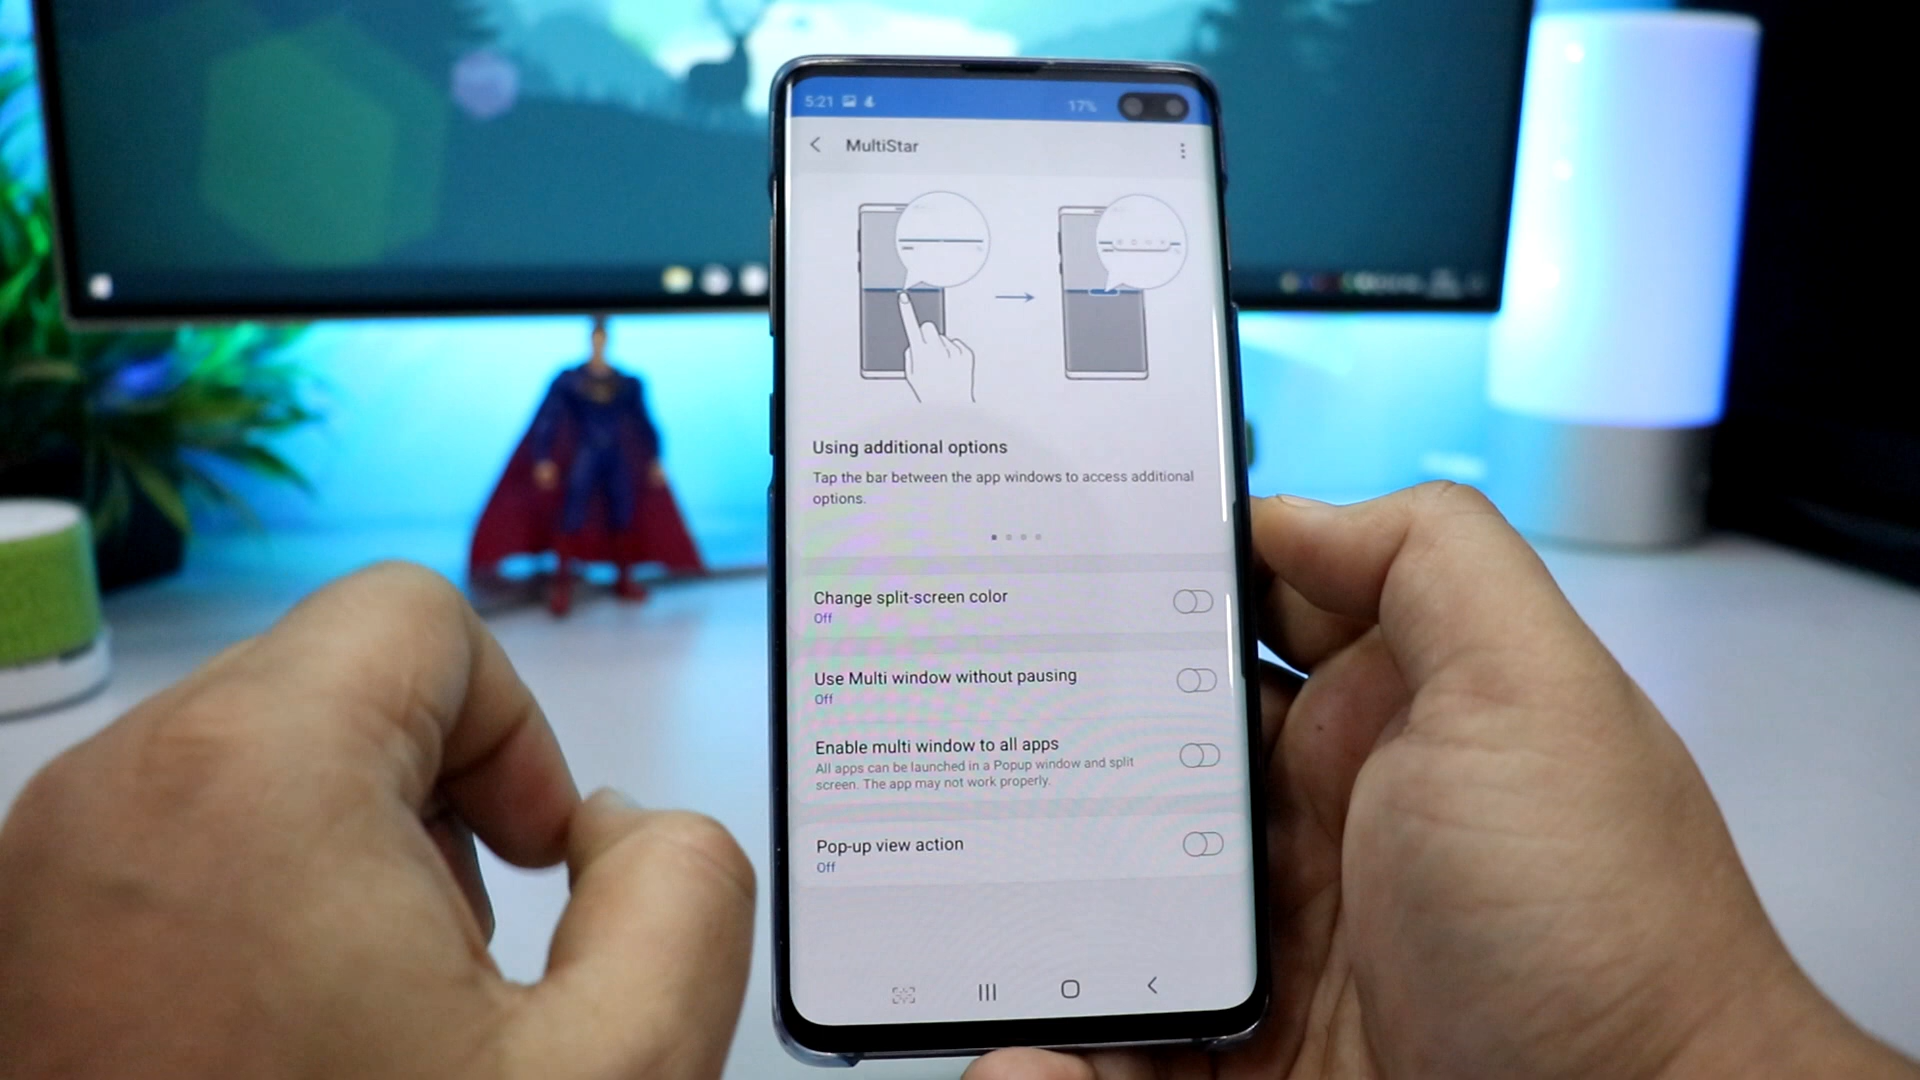 5:21
17%
MultiStar
Using additional options
Tap the bar between the app windows to access additional
options.
Change split-screen color
Off
Use Multi window without pausing
Off
Enable multi window to all apps
All apps can be launched in a Popup window and split
screen. The app may not work properly.
Pop-up view action
Off